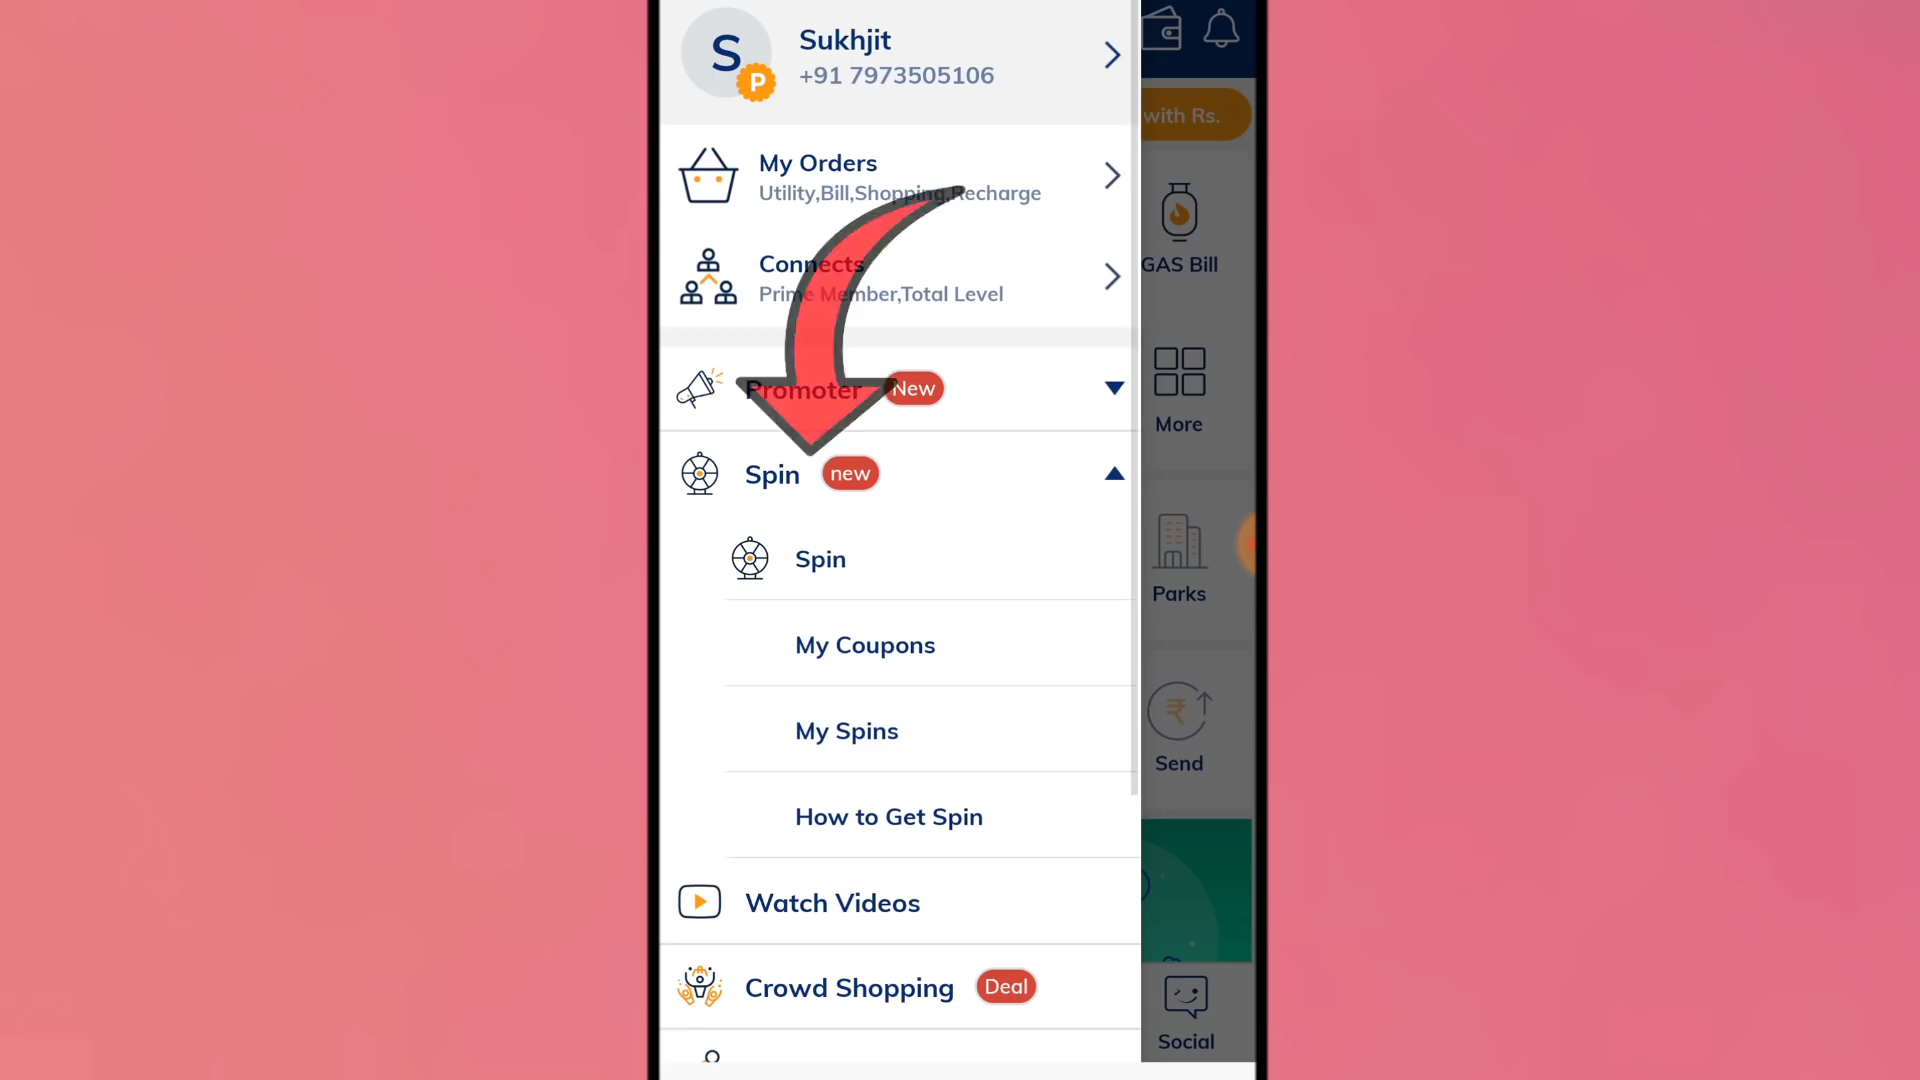 S
P
Sukhjit
+91 7973505106
with Rs.
My Orders
Utility,Bill,Shopping,Recharge
GAS Bill
Connects
Prime Member,Total Level
Promoter New
More
Spin new
Spin
Parks
My Coupons
My Spins
₹
Send
How to Get Spin
Watch Videos
Crowd Shopping Deal
Social